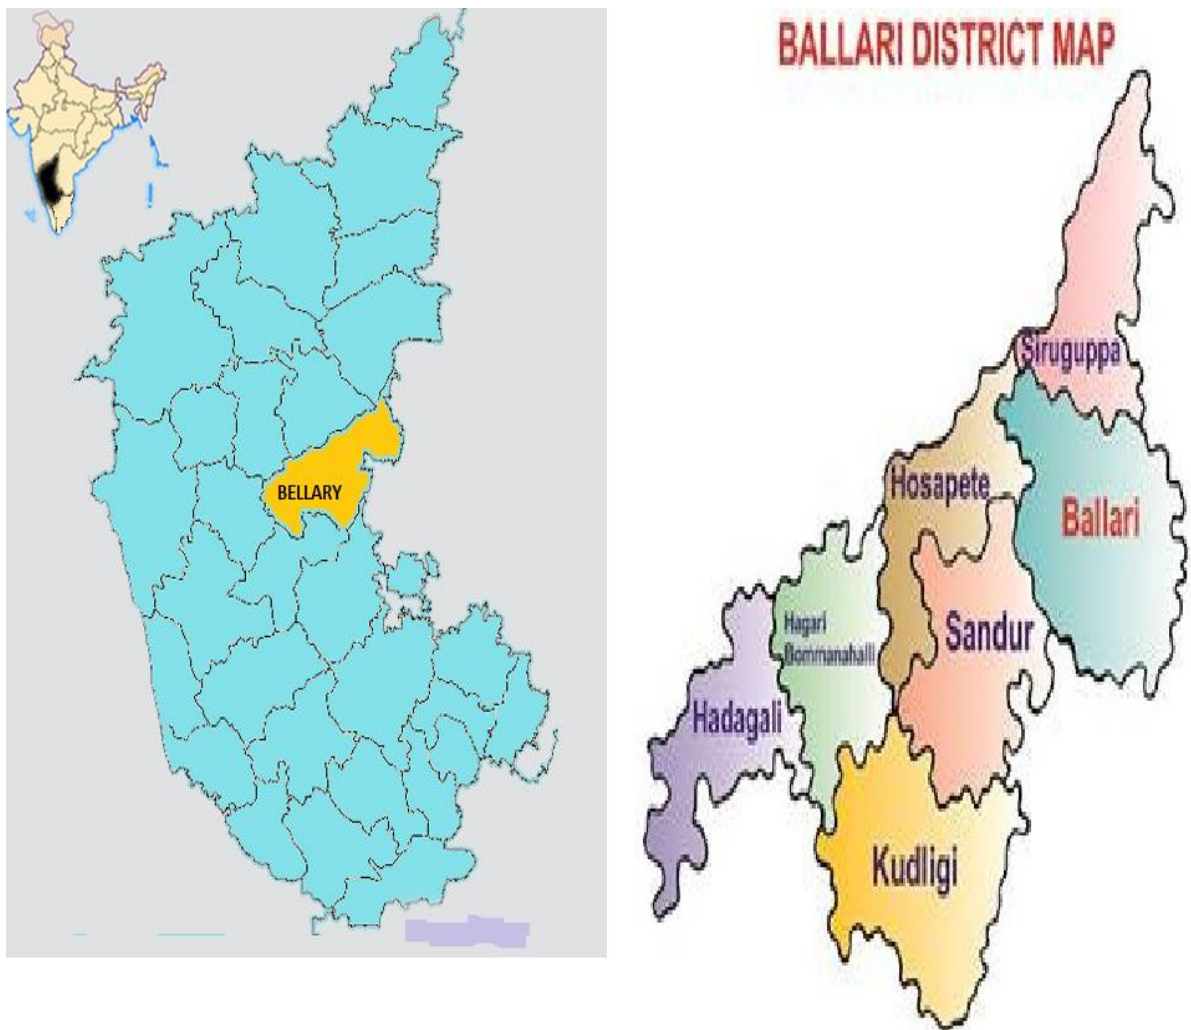 BELLARY
BALLARI DISTRICT MAP
Siruguppa
Hosapete
Ballari
Hagari
Bommanahalli
Sandur
Hadagali
Kudligi